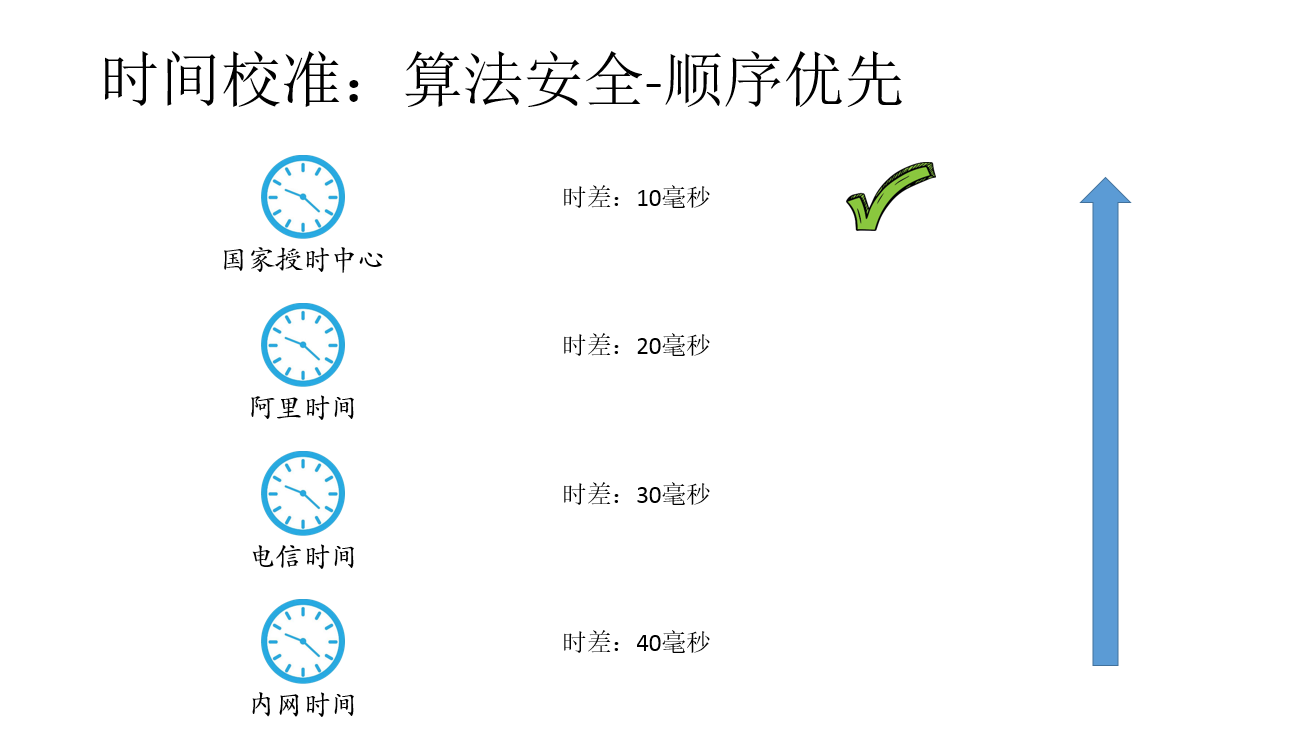 时间校准：算法安全-顺序优先
时差：10毫秒
国家授时中心
时差：20毫秒
阿里时间
时差：30毫秒
电信时间
时差：40毫秒
内网时间